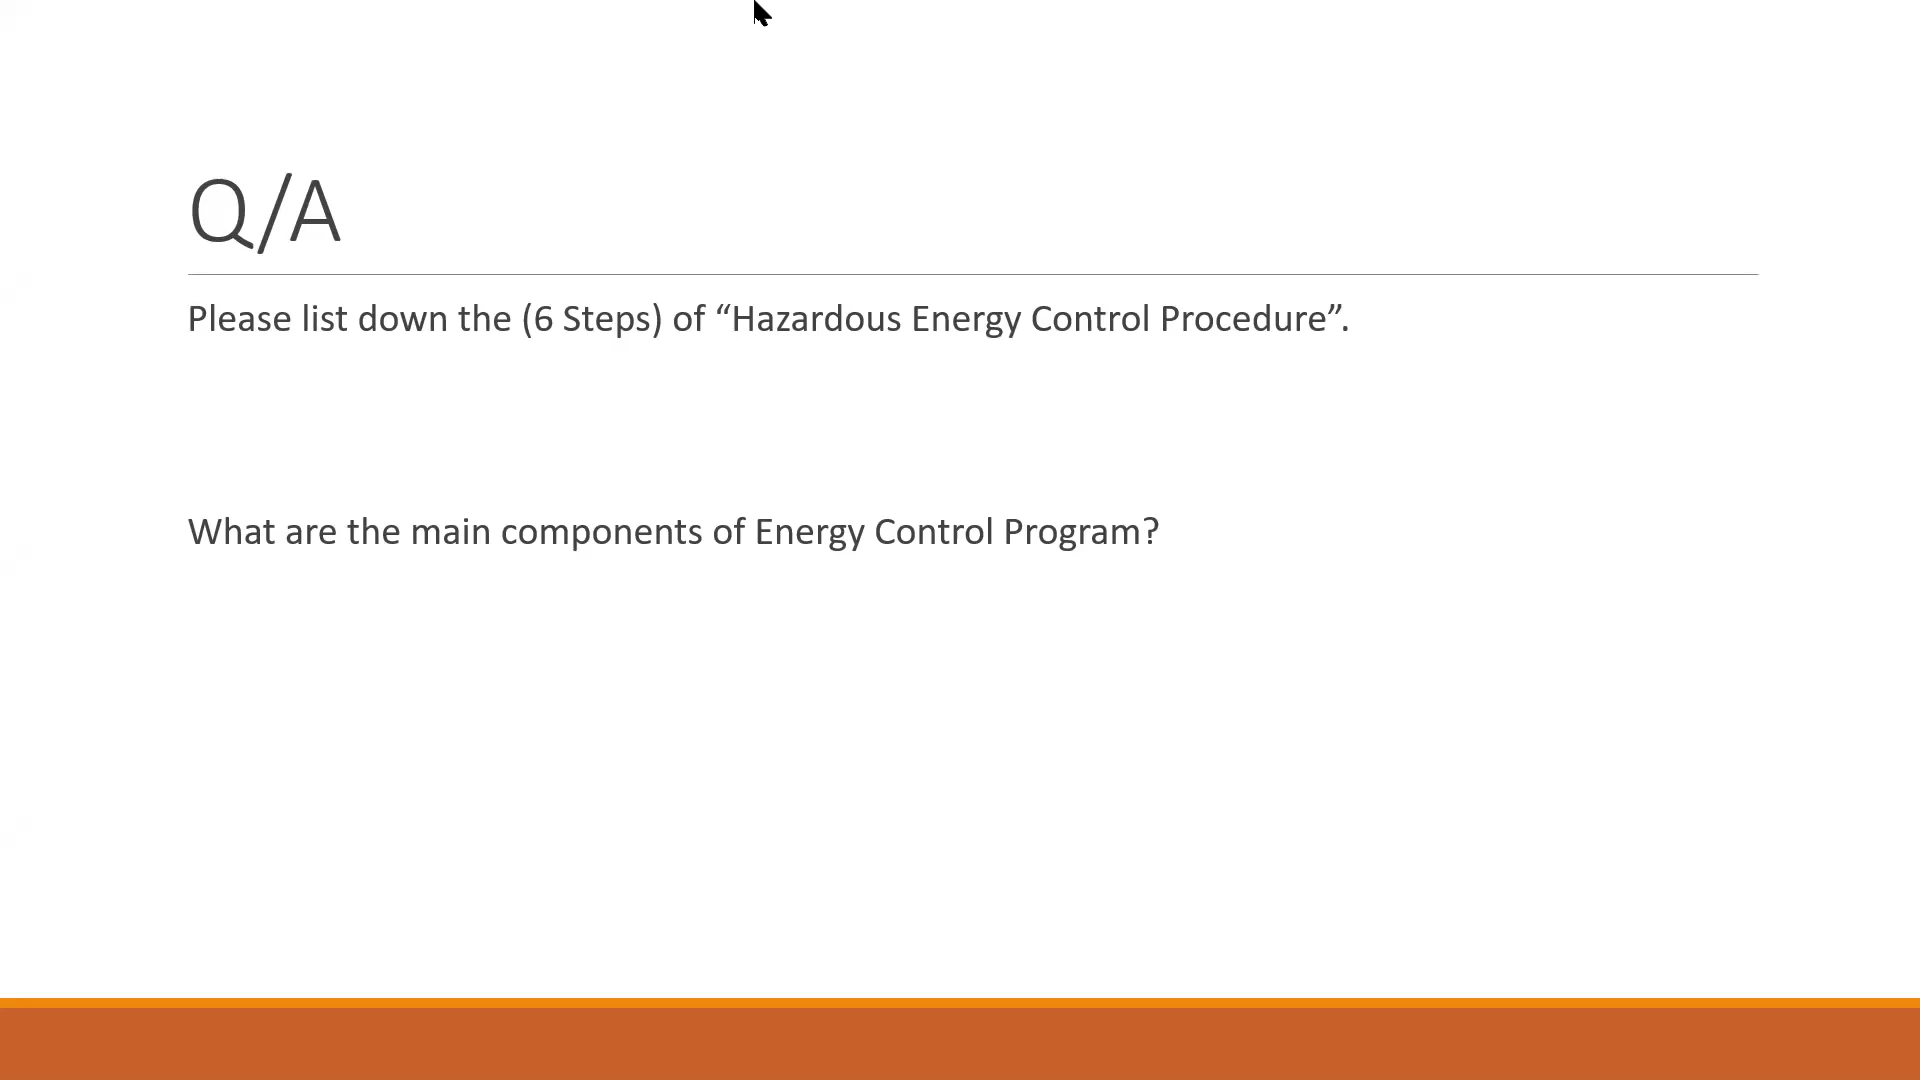 Q/A
Please list down the (6 Steps) of “Hazardous Energy Control Procedure”.
What are the main components of Energy Control Program?